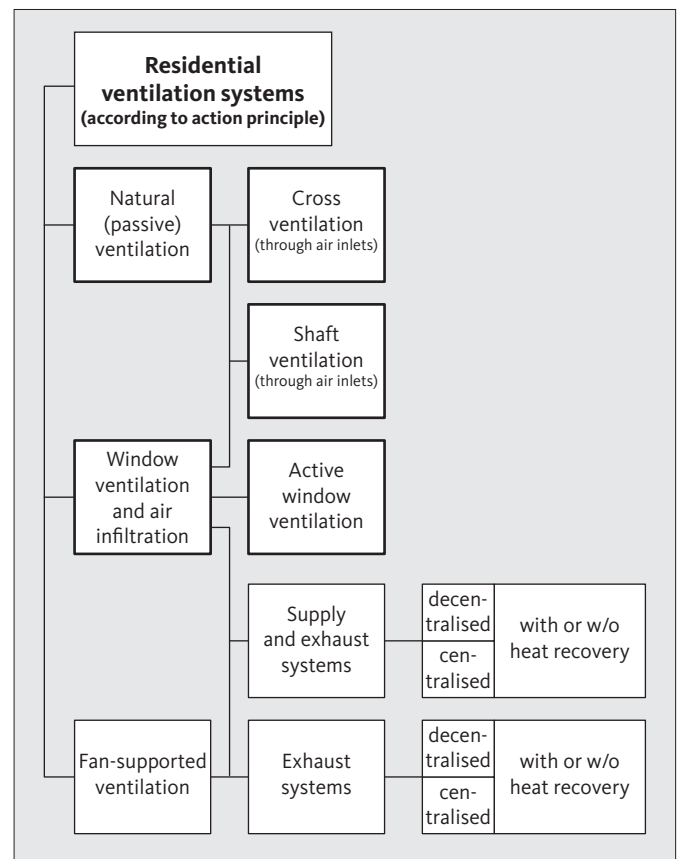 Residential
ventilation systems
(according to action principle)
Natural
(passive)
ventilation
Cross
ventilation
(through air inlets)
Shaft
ventilation
(through air inlets)
Window
ventilation
and air
infiltration
Active
window
ventilation
Supply
and exhaust
systems
decen-
tralised
cen-
tralised
with or w/o
heat recovery
Fan-supported
ventilation
Exhaust
systems
decen-
tralised
cen-
tralised
with or w/o
heat recovery